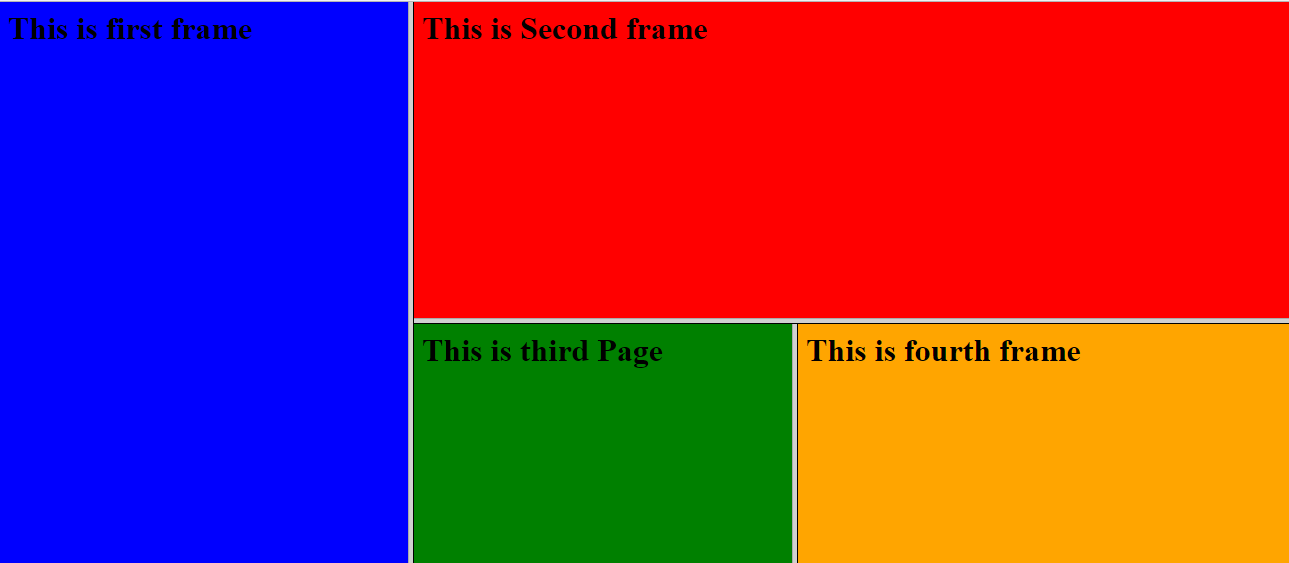 This is first frame
This is Second frame
This is third Page
This is fourth frame